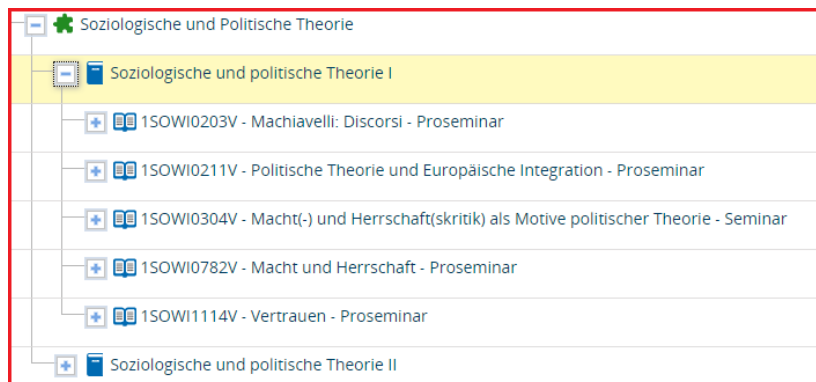 Soziologische und Politische Theorie
Soziologische und politische Theorie I
1SOWI0203V - Machiavelli: Discorsi - Proseminar
1SOWI0211V - Politische Theorie und Europäische Integration - Proseminar
1SOWI0304V - Macht(-) und Herrschaft(skritik) als Motive politischer Theorie - Seminar
1SOWI0782V - Macht und Herrschaft - Proseminar
1SOWI1114V - Vertrauen - Proseminar
Soziologische und politische Theorie II